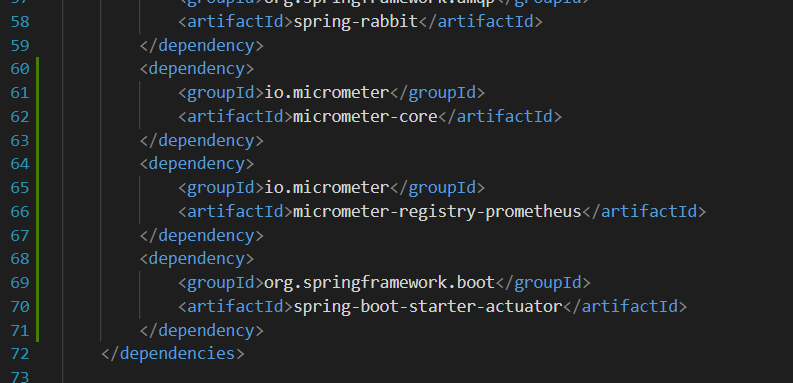 57 <groupId>org.springframework.amqp</groupId>
58 <artifactId>spring-rabbit</artifactId>
59 </dependency>
60 <dependency>
61 <groupId>io.micrometer</groupId>
62 <artifactId>micrometer-core</artifactId>
63 </dependency>
64 <dependency>
65 <groupId>io.micrometer</groupId>
66 <artifactId>micrometer-registry-prometheus</artifactId>
67 </dependency>
68 <dependency>
69 <groupId>org.springframework.boot</groupId>
70 <artifactId>spring-boot-starter-actuator</artifactId>
71 </dependency>
72 </dependencies>
73